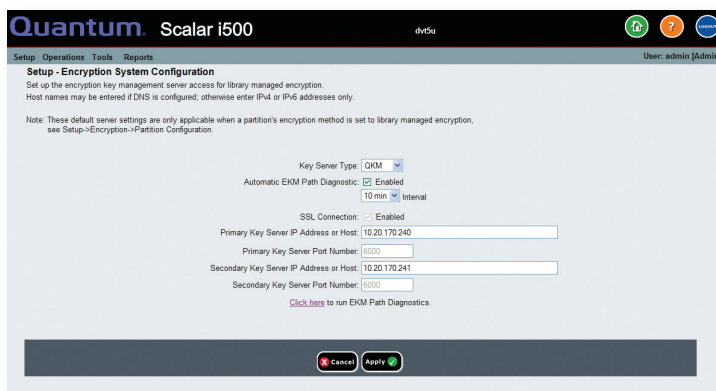 Quantum. Scalar i500
dvt5u
?
LOGOUT
Setup Operations Tools Reports
User: admin [Admin
Setup - Encryption System Configuration
Set up the encryption key management server access for library managed encryption.
Host names may be entered if DNS is configured; otherwise enter IPv4 or IPv6 addresses only.
Note: These default server settings are only applicable when a partition's encryption method is set to library managed encryption,
see Setup->Encryption->Partition Configuration.
Key Server Type: QKM
Automatic EKM Path Diagnostic: Enabled
10 min Interval
SSL Connection: Enabled
Primary Key Server IP Address or Host: 10.20.170.240
Primary Key Server Port Number: 6000
Secondary Key Server IP Address or Host: 10.20.170.241
Secondary Key Server Port Number: 6000
Click here to run EKM Path Diagnostics.
Cancel Apply